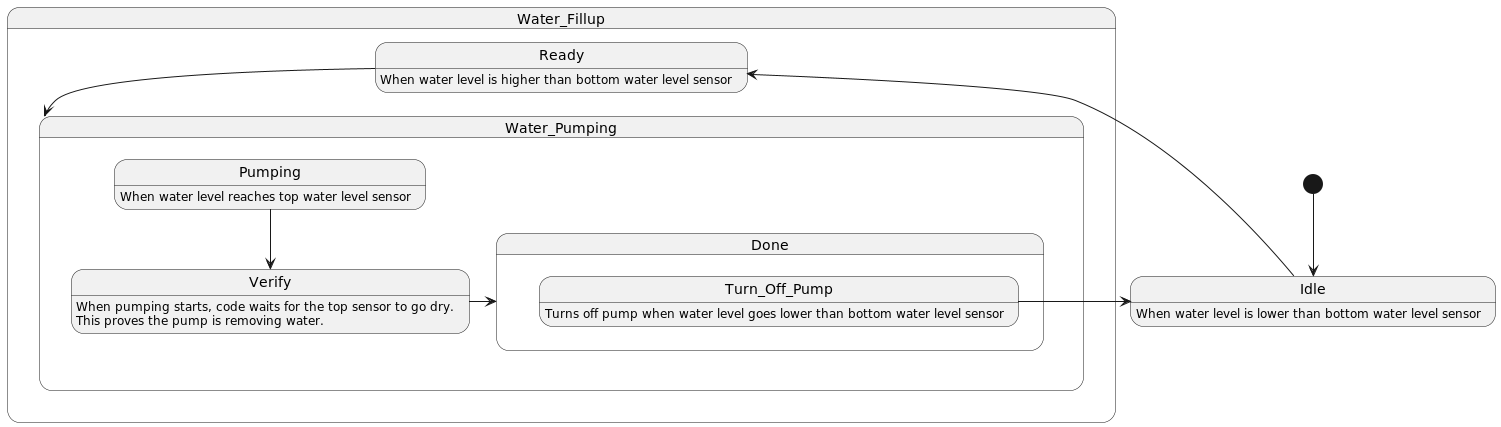 Water_Fillup
Ready
When water level is higher than bottom water level sensor
Water_Pumping
Pumping
When water level reaches top water level sensor
Verify
When pumping starts, code waits for the top sensor to go dry.
This proves the pump is removing water.
Done
Turn_Off_Pump
Turns off pump when water level goes lower than bottom water level sensor
Idle
When water level is lower than bottom water level sensor